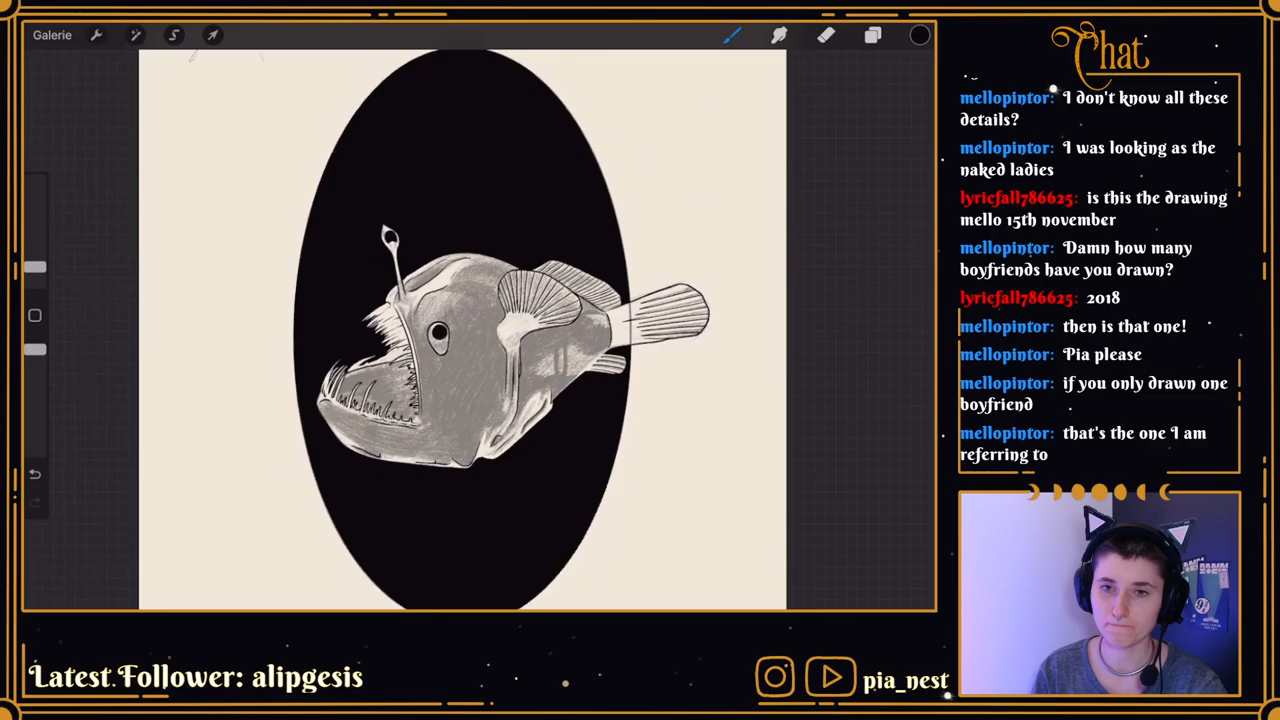 Galerie
Chat
mellopintor: I don't know all these
details?
mellopintor: I was looking as the
naked ladies
lyricfall786625: is this the drawing
mello 15th november
mellopintor: Damn how many
boyfriends have you drawn?
lyricfall786625: 2018
mellopintor: then is that one!
mellopintor: Pia please
mellopintor: if you only drawn one
boyfriend
mellopintor: that's the one I am
referring to
Latest Follower: alipgesis
pia_nest